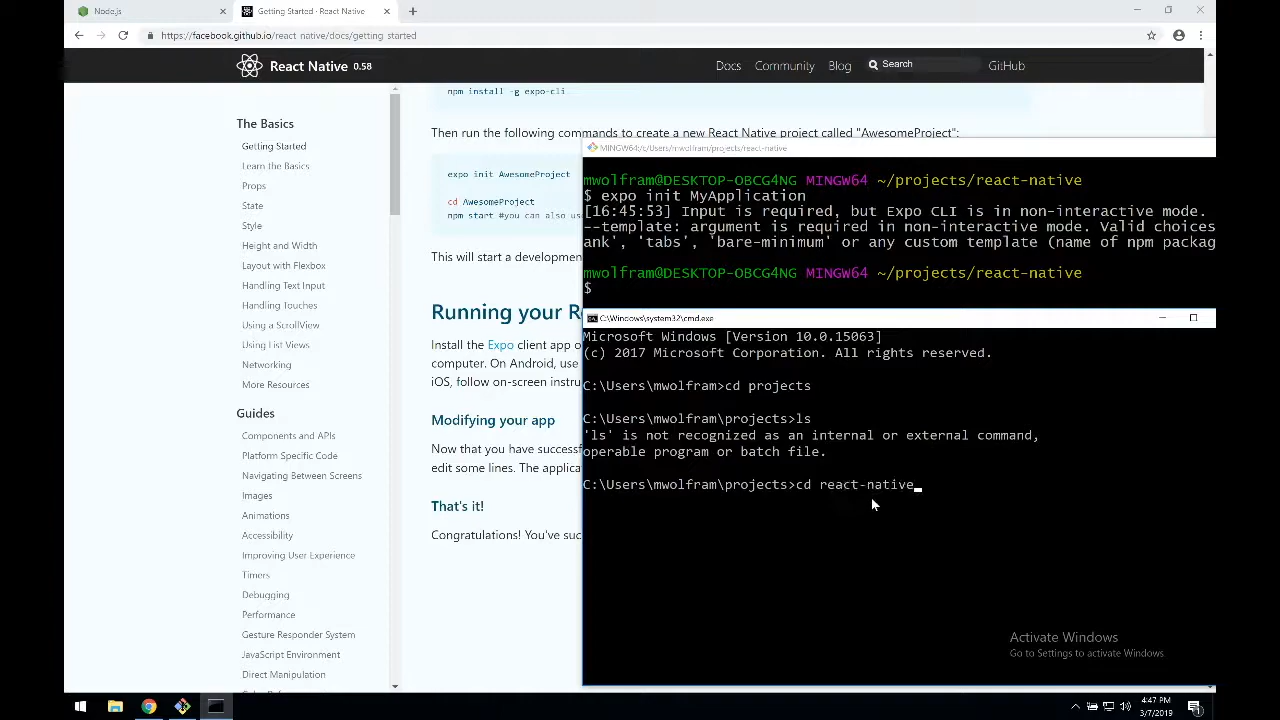 Node.js
Getting Started · React Native
https://facebook.github.io/react-native/docs/getting-started
React Native 0.58
Docs
Community
Blog
Search
GitHub
The Basics
Getting Started
Learn the Basics
Props
State
Style
Height and Width
Layout with Flexbox
Handling Text Input
Handling Touches
Using a ScrollView
Using List Views
Networking
More Resources
Guides
Components and APIs
Platform Specific Code
Navigating Between Screens
Images
Animations
Accessibility
Improving User Experience
Timers
Debugging
Performance
Gesture Responder System
JavaScript Environment
Direct Manipulation
npm install -g expo-cli
Then run the following commands to create a new React Native project called "AwesomeProject":
expo init AwesomeProject
cd AwesomeProject
npm start #you can also us
This will start a developmen
Running your R
Install the Expo client app o
computer. On Android, use
iOS, follow on-screen instru
Modifying your app
Now that you have successf
edit some lines. The applica
That's it!
Congratulations! You've suc
MINGW64:/c/Users/mwolfram/projects/react-native
mwolfram@DESKTOP-OBCG4NG MINGW64 ~/projects/react-native
$ expo init MyApplication
[16:45:53] Input is required, but Expo CLI is in non-interactive mode.
--template: argument is required in non-interactive mode. Valid choices
ank', 'tabs', 'bare-minimum' or any custom template (name of npm packag
mwolfram@DESKTOP-OBCG4NG MINGW64 ~/projects/react-native
$
C:\Windows\system32\cmd.exe
Microsoft Windows [Version 10.0.15063]
(c) 2017 Microsoft Corporation. All rights reserved.
C:\Users\mwolfram>cd projects
C:\Users\mwolfram\projects>ls
'ls' is not recognized as an internal or external command,
operable program or batch file.
C:\Users\mwolfram\projects>cd react-native
Activate Windows
Go to Settings to activate Windows.
4:47 PM
3/7/2019